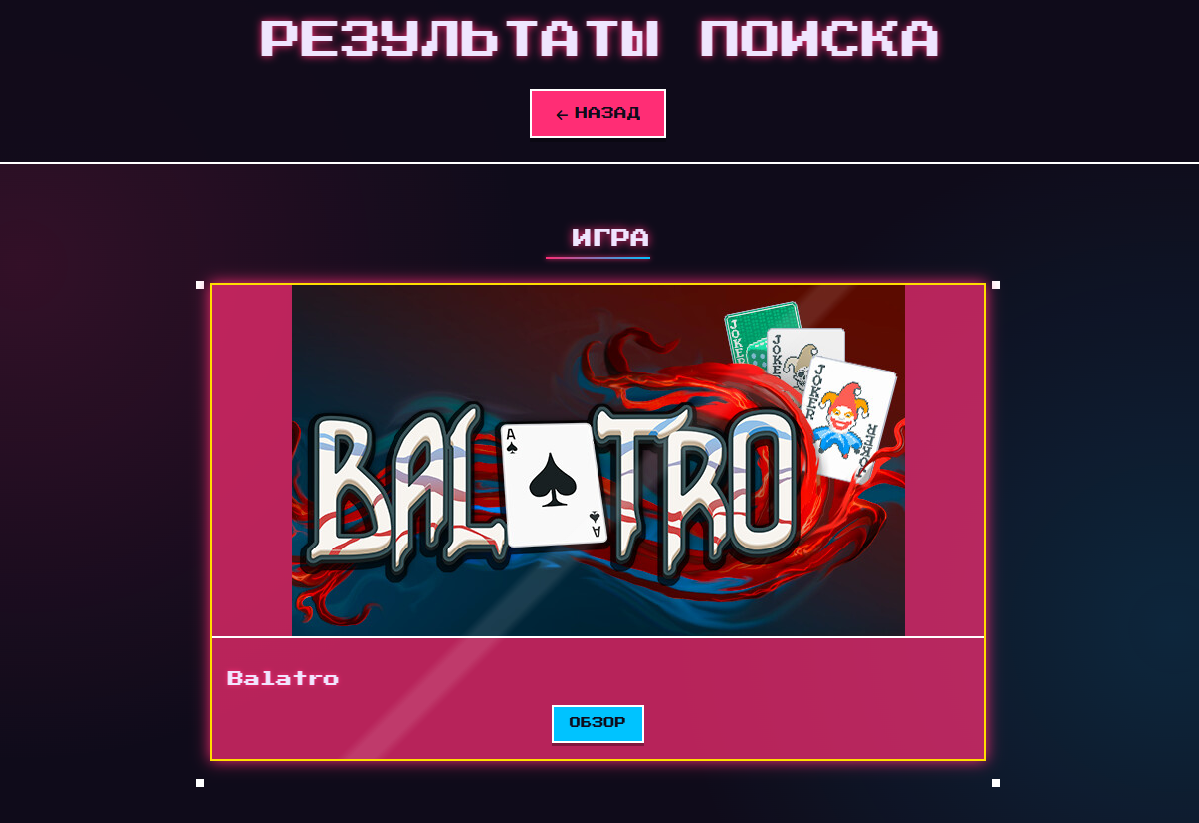 РЕЗУЛЬТАТЫ ПОИСКА
← НАЗАД
ИГРА
JOKER
JOKER
JOKER
JOKER
BALATRO
A
A
Balatro
ОБЗОР